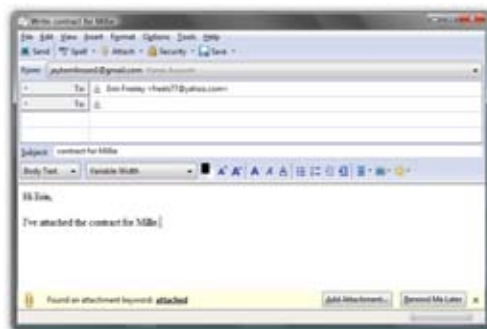 Write: contract for Millie
File Edit View Insert Format Options Tools Help
Send Spell Attach Security Save
From:
To: Erin
To:
Subject: contract for Millie
Body Text Variable Width
Hi Erin,
I've attached the contract for Millie
Found an attachment keyword: attached Add Attachment... Remind Me Later